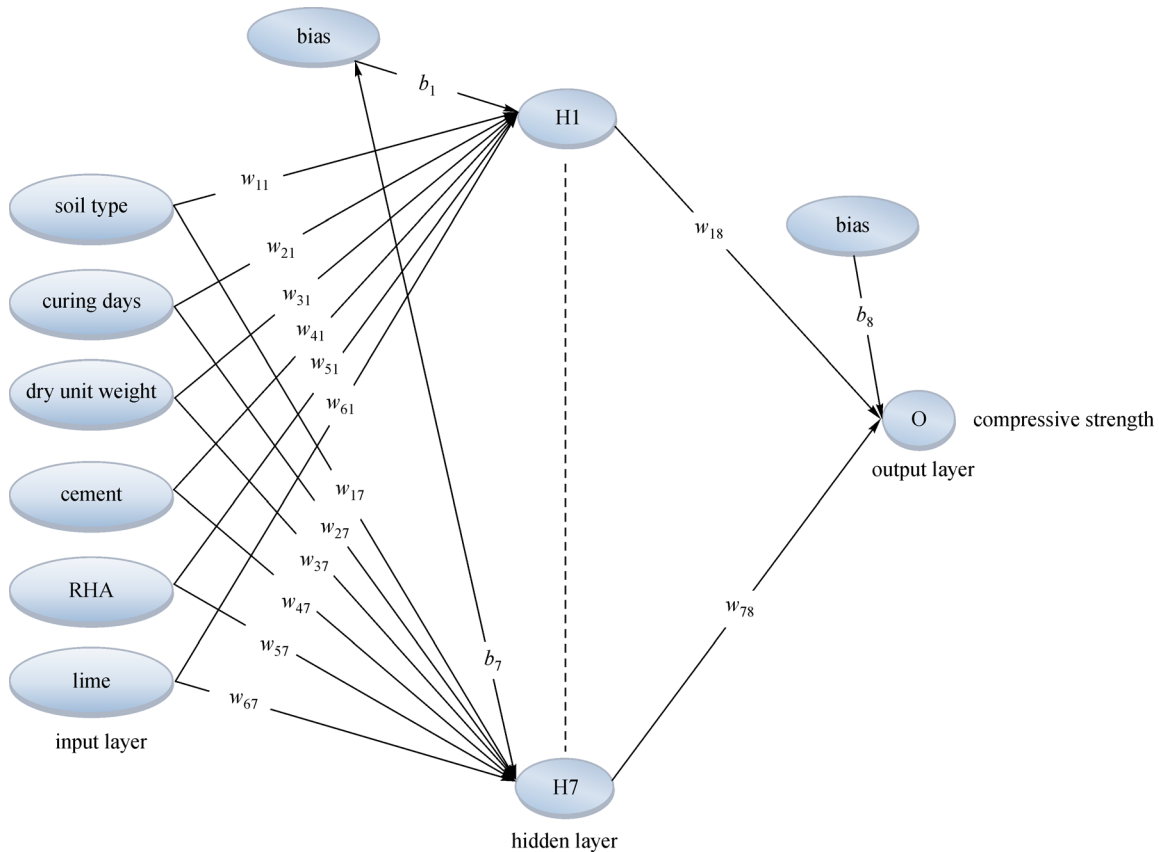 bias
b1
H1
w11
soil type
w21
curing days
w31
w41
dry unit weight
w51
w61
cement
RHA
lime
input layer
w17
w27
w37
w47
w57
w67
b7
H7
hidden layer
w18
w78
bias
b8
O
compressive strength
output layer